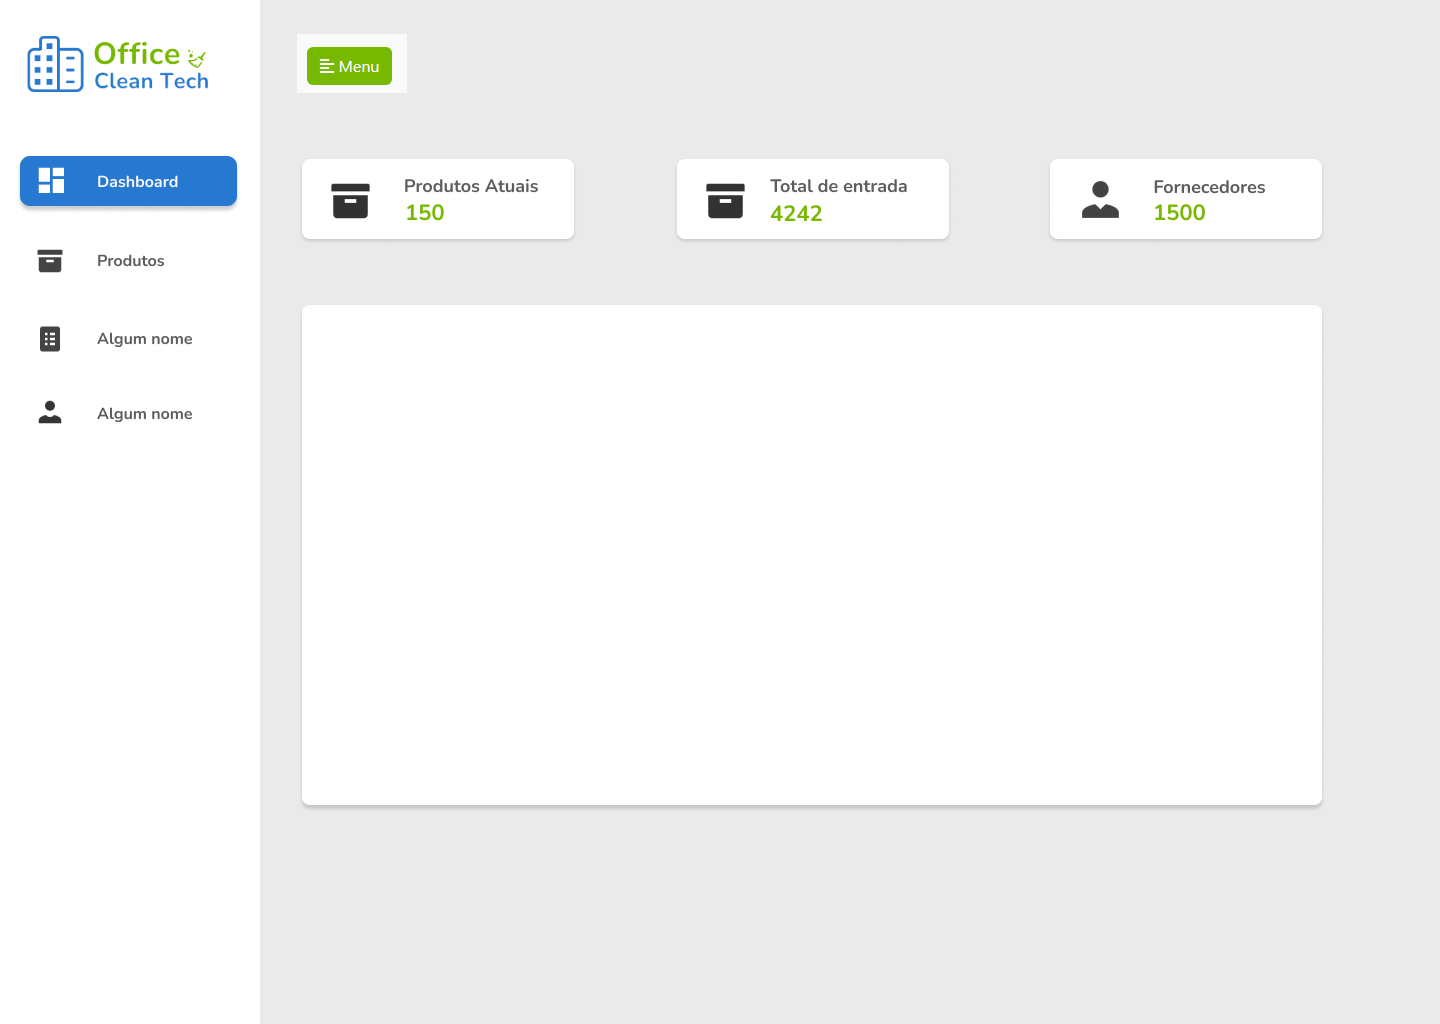 Office
Clean Tech
Menu
Dashboard
Produtos
Algum nome
Algum nome
Produtos Atuais
150
Total de entrada
4242
Fornecedores
1500